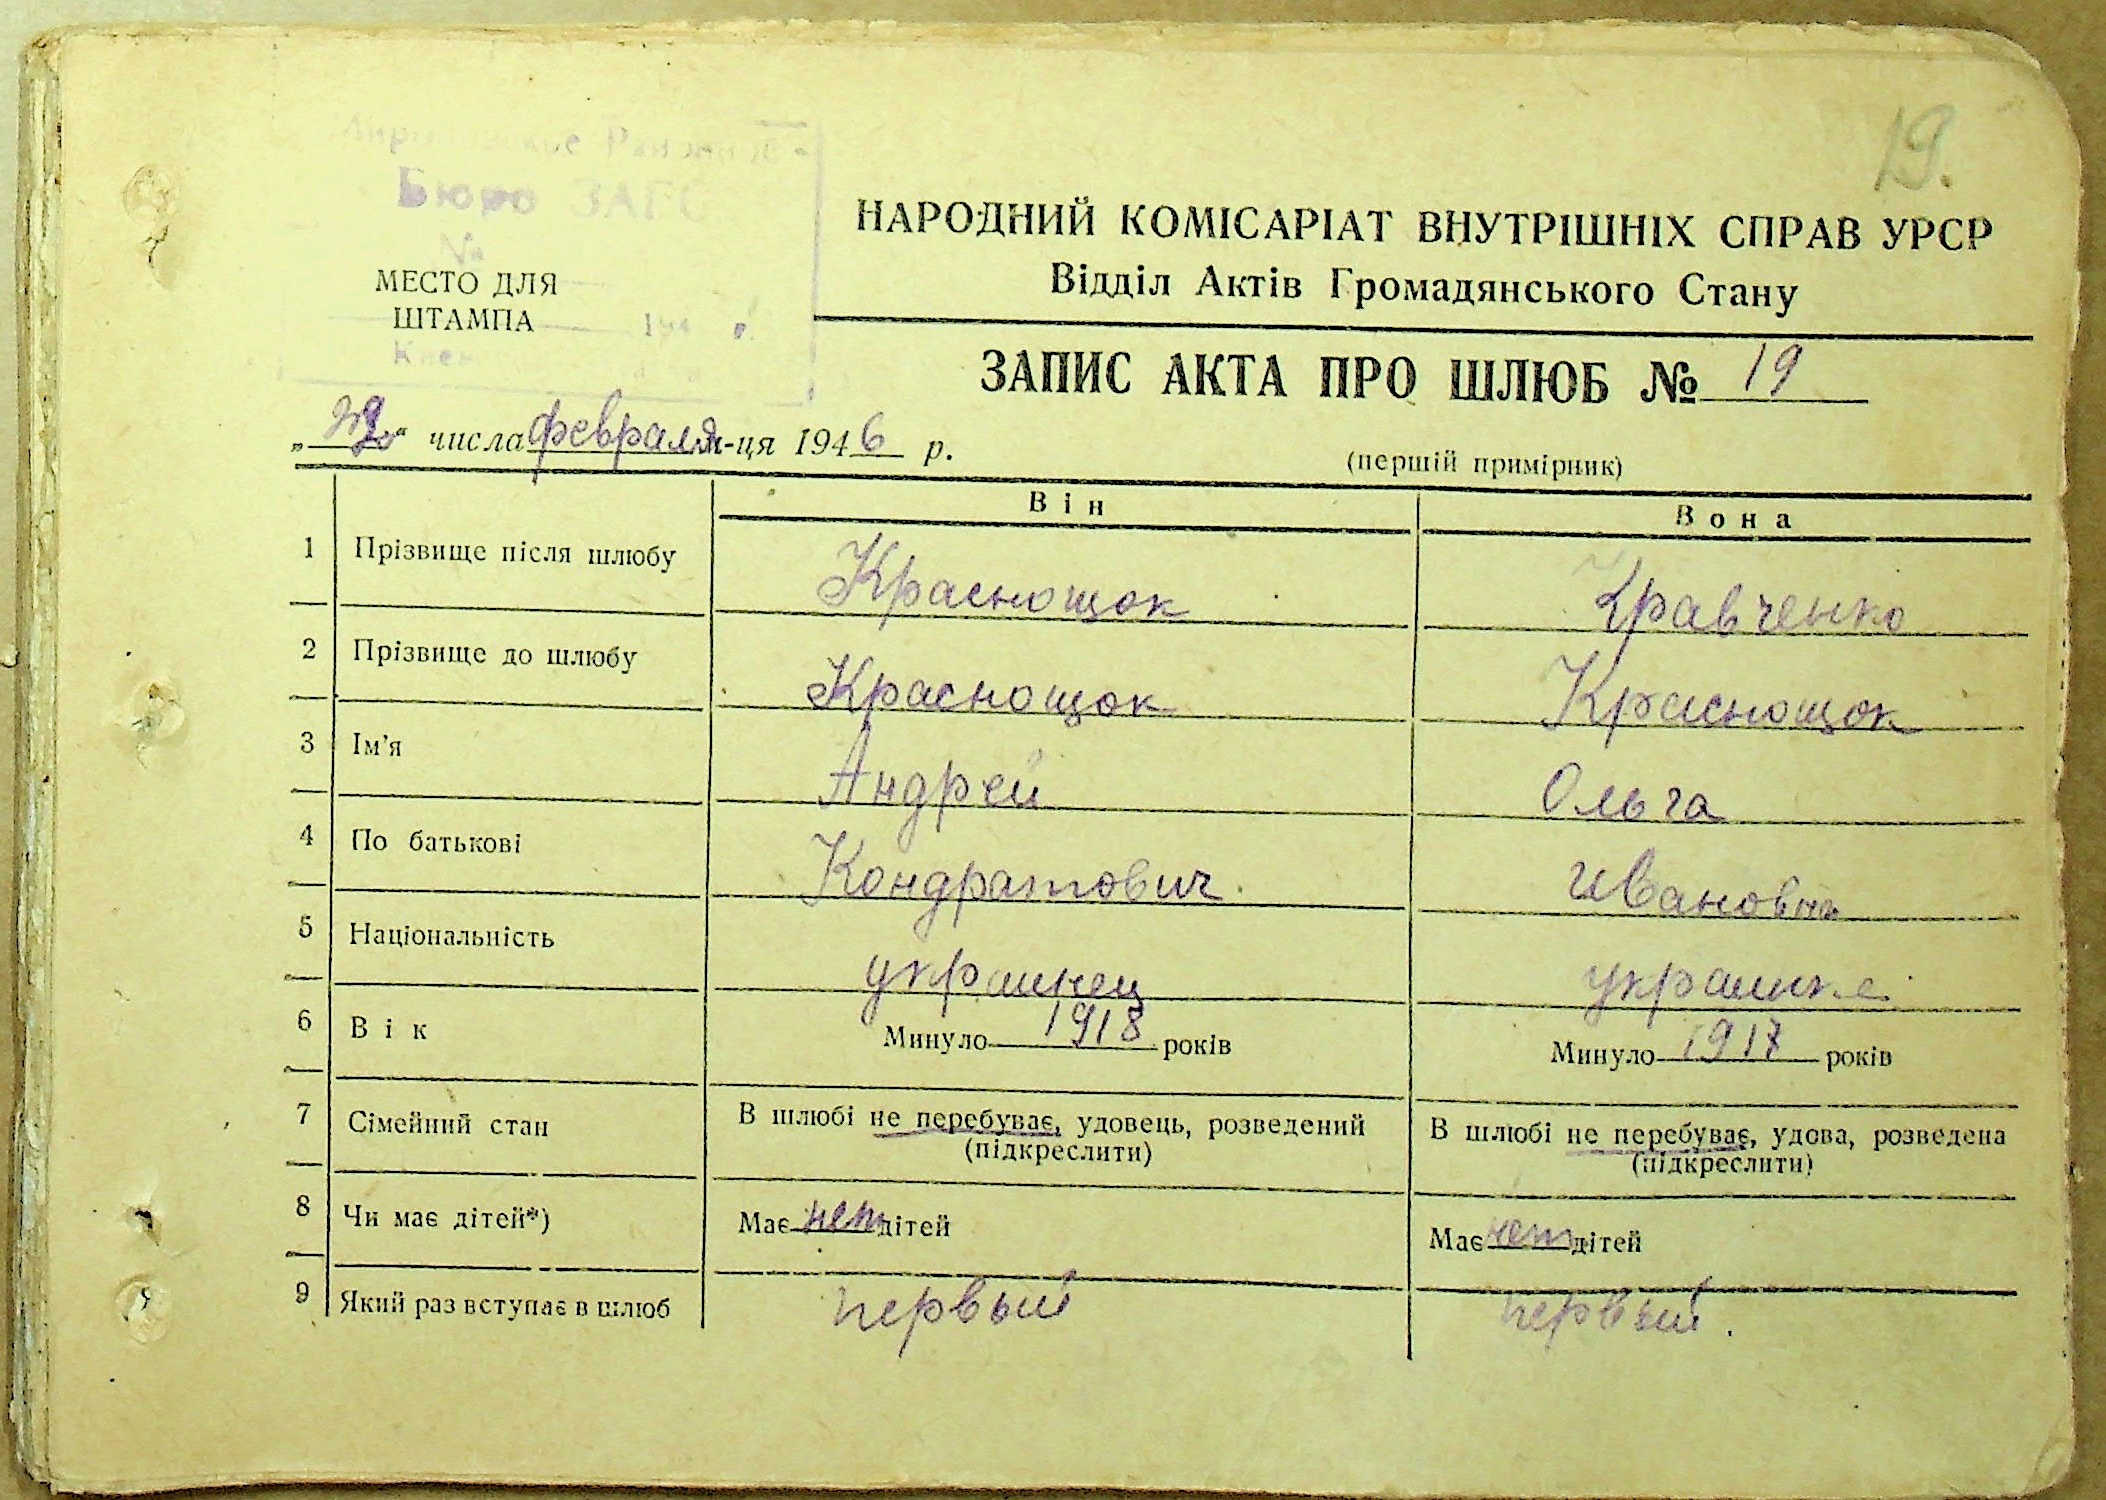 19.
Бюро ЗАГС
№
МЕСТО ДЛЯ
ШТАМПА
НАРОДНИЙ КОМІСАРІАТ ВНУТРІШНІХ СПРАВ УРСР
Відділ Актів Громадянського Стану
ЗАПИС АКТА ПРО ШЛЮБ № 19
" " числа февраля м-ця 1946 р.
(першій примірник)
Він Вона
1 Прізвище після шлюбу Краснощок Кравченко
2 Прізвище до шлюбу Краснощок Краснощок
3 Ім'я Андрей Ольга
4 По батькові Кондратович Ивановна
5 Національність украинец украинка
6 Вік Минуло 1918 років Минуло 1917 років
7 Сімейний стан В шлюбі не перебуває, удовець, розведений В шлюбі не перебуває, удова, розведена
(підкреслити) (підкреслити)
8 Чи має дітей*) Має нет дітей Має нет дітей
9 Який раз вступає в шлюб первый первый.